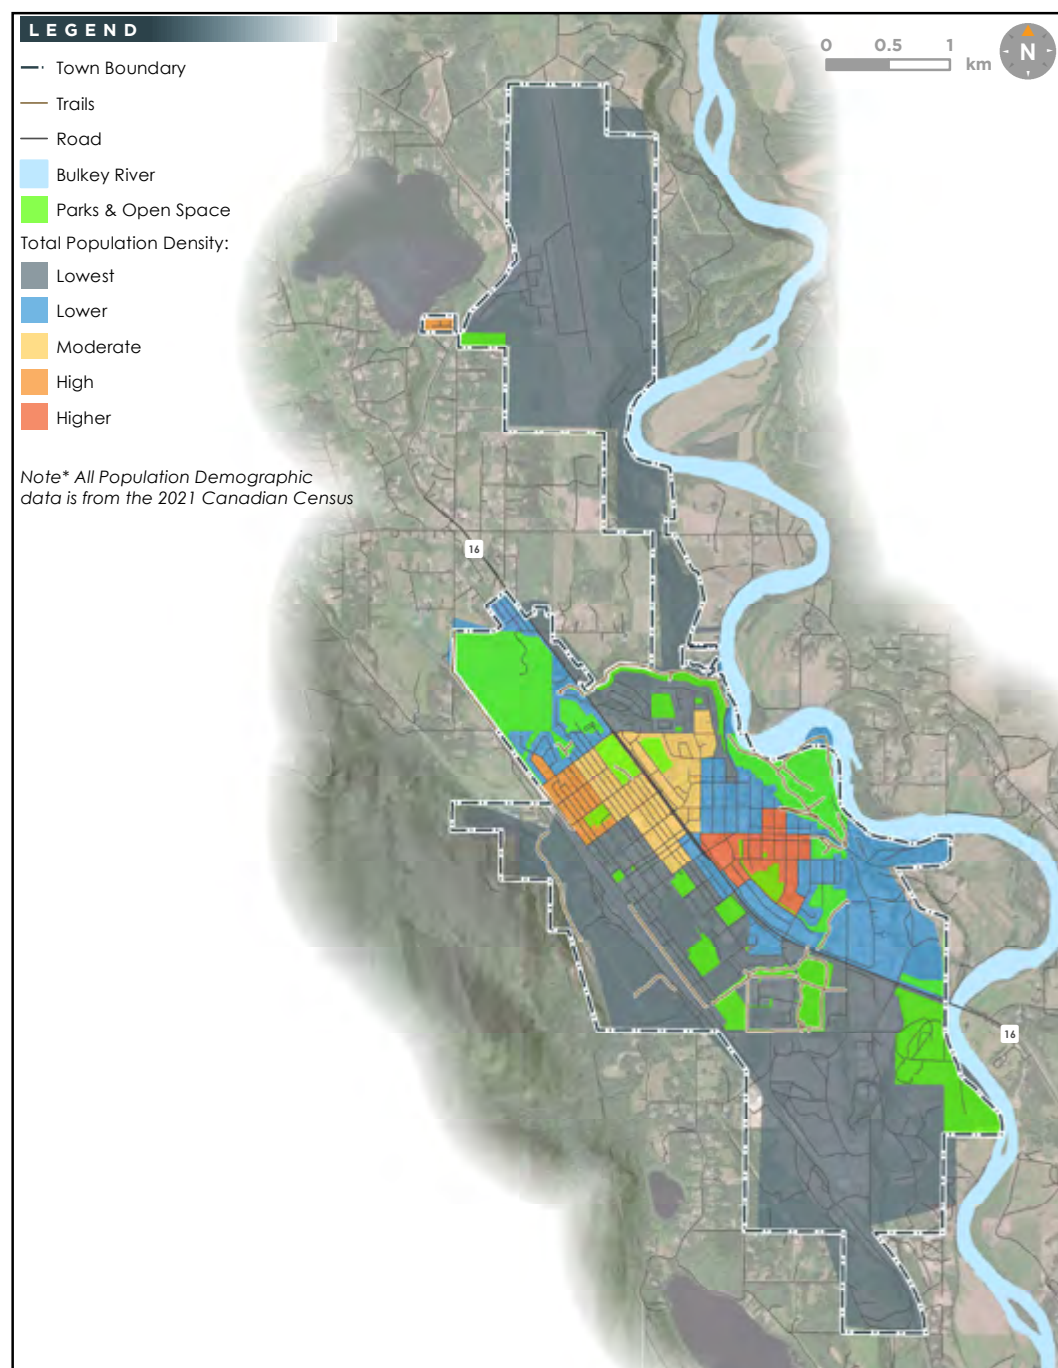 LEGEND
Town Boundary
Trails
Road
Bulkey River
Parks & Open Space
Total Population Density:
Lowest
Lower
Moderate
High
Higher
Note* All Population Demographic
data is from the 2021 Canadian Census
0 0.5 1
km
N
16
16